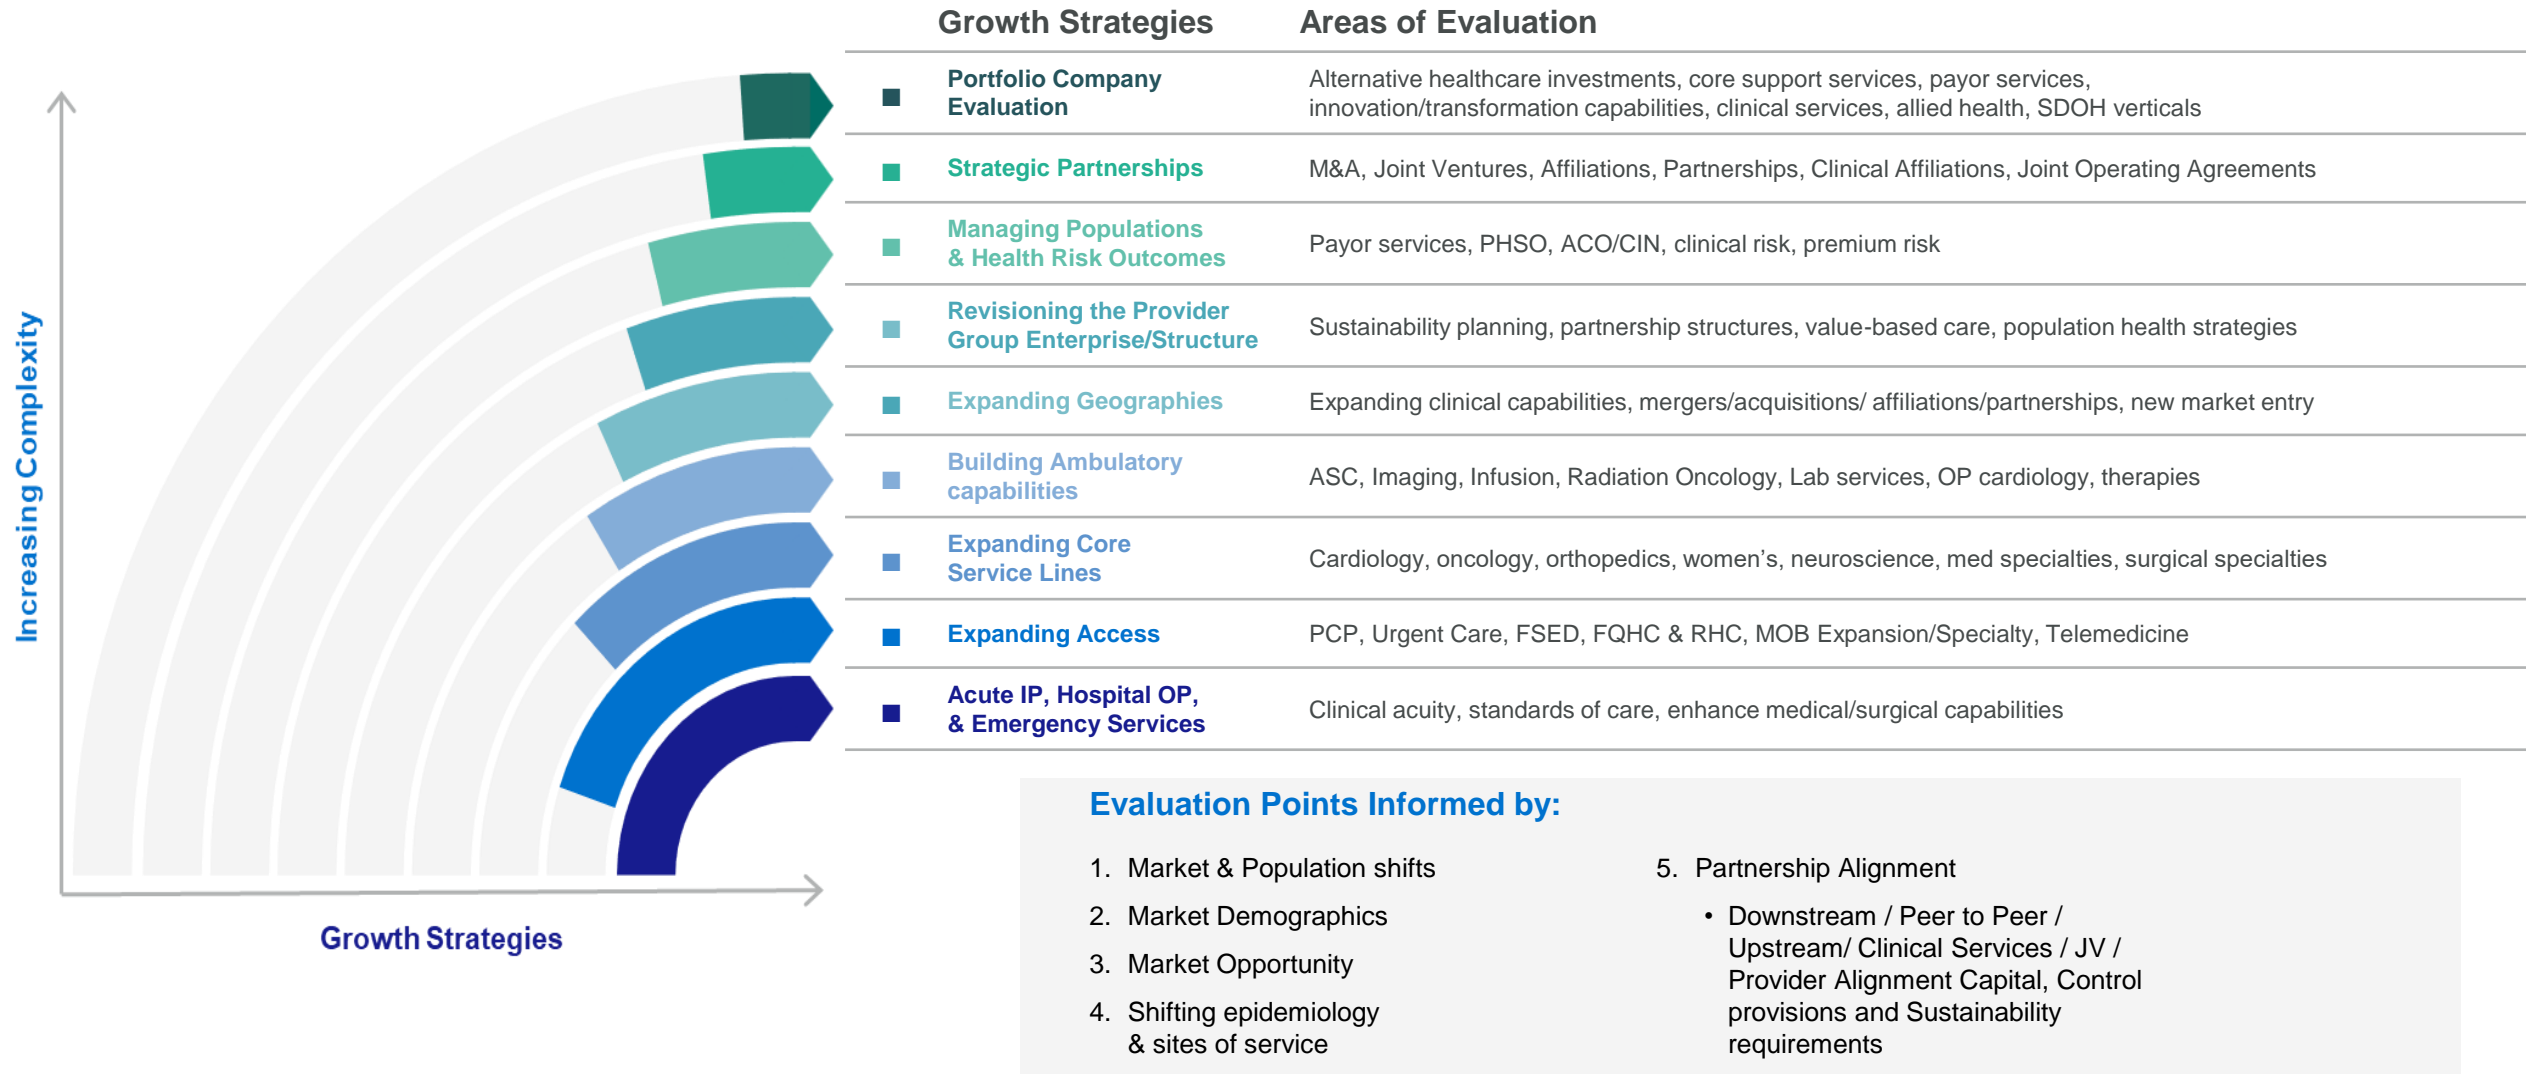 Growth Strategies
Areas of Evaluation
Portfolio Company
Evaluation
Alternative healthcare investments, core support services, payor services,
innovation/transformation capabilities, clinical services, allied health, SDOH verticals
Strategic Partnerships
M&A, Joint Ventures, Affiliations, Partnerships, Clinical Affiliations, Joint Operating Agreements
Managing Populations
& Health Risk Outcomes
Payor services, PHSO, ACO/CIN, clinical risk, premium risk
Revisioning the Provider
Group Enterprise/Structure
Sustainability planning, partnership structures, value-based care, population health strategies
Expanding Geographies
Expanding clinical capabilities, mergers/acquisitions/ affiliations/partnerships, new market entry
Building Ambulatory
capabilities
ASC, Imaging, Infusion, Radiation Oncology, Lab services, OP cardiology, therapies
Expanding Core
Service Lines
Cardiology, oncology, orthopedics, women’s, neuroscience, med specialties, surgical specialties
Expanding Access
PCP, Urgent Care, FSED, FQHC & RHC, MOB Expansion/Specialty, Telemedicine
Acute IP, Hospital OP,
& Emergency Services
Clinical acuity, standards of care, enhance medical/surgical capabilities
Increasing Complexity
Growth Strategies
Evaluation Points Informed by:
1. Market & Population shifts
2. Market Demographics
3. Market Opportunity
4. Shifting epidemiology
& sites of service
5. Partnership Alignment
• Downstream / Peer to Peer /
Upstream/ Clinical Services / JV /
Provider Alignment Capital, Control
provisions and Sustainability
requirements